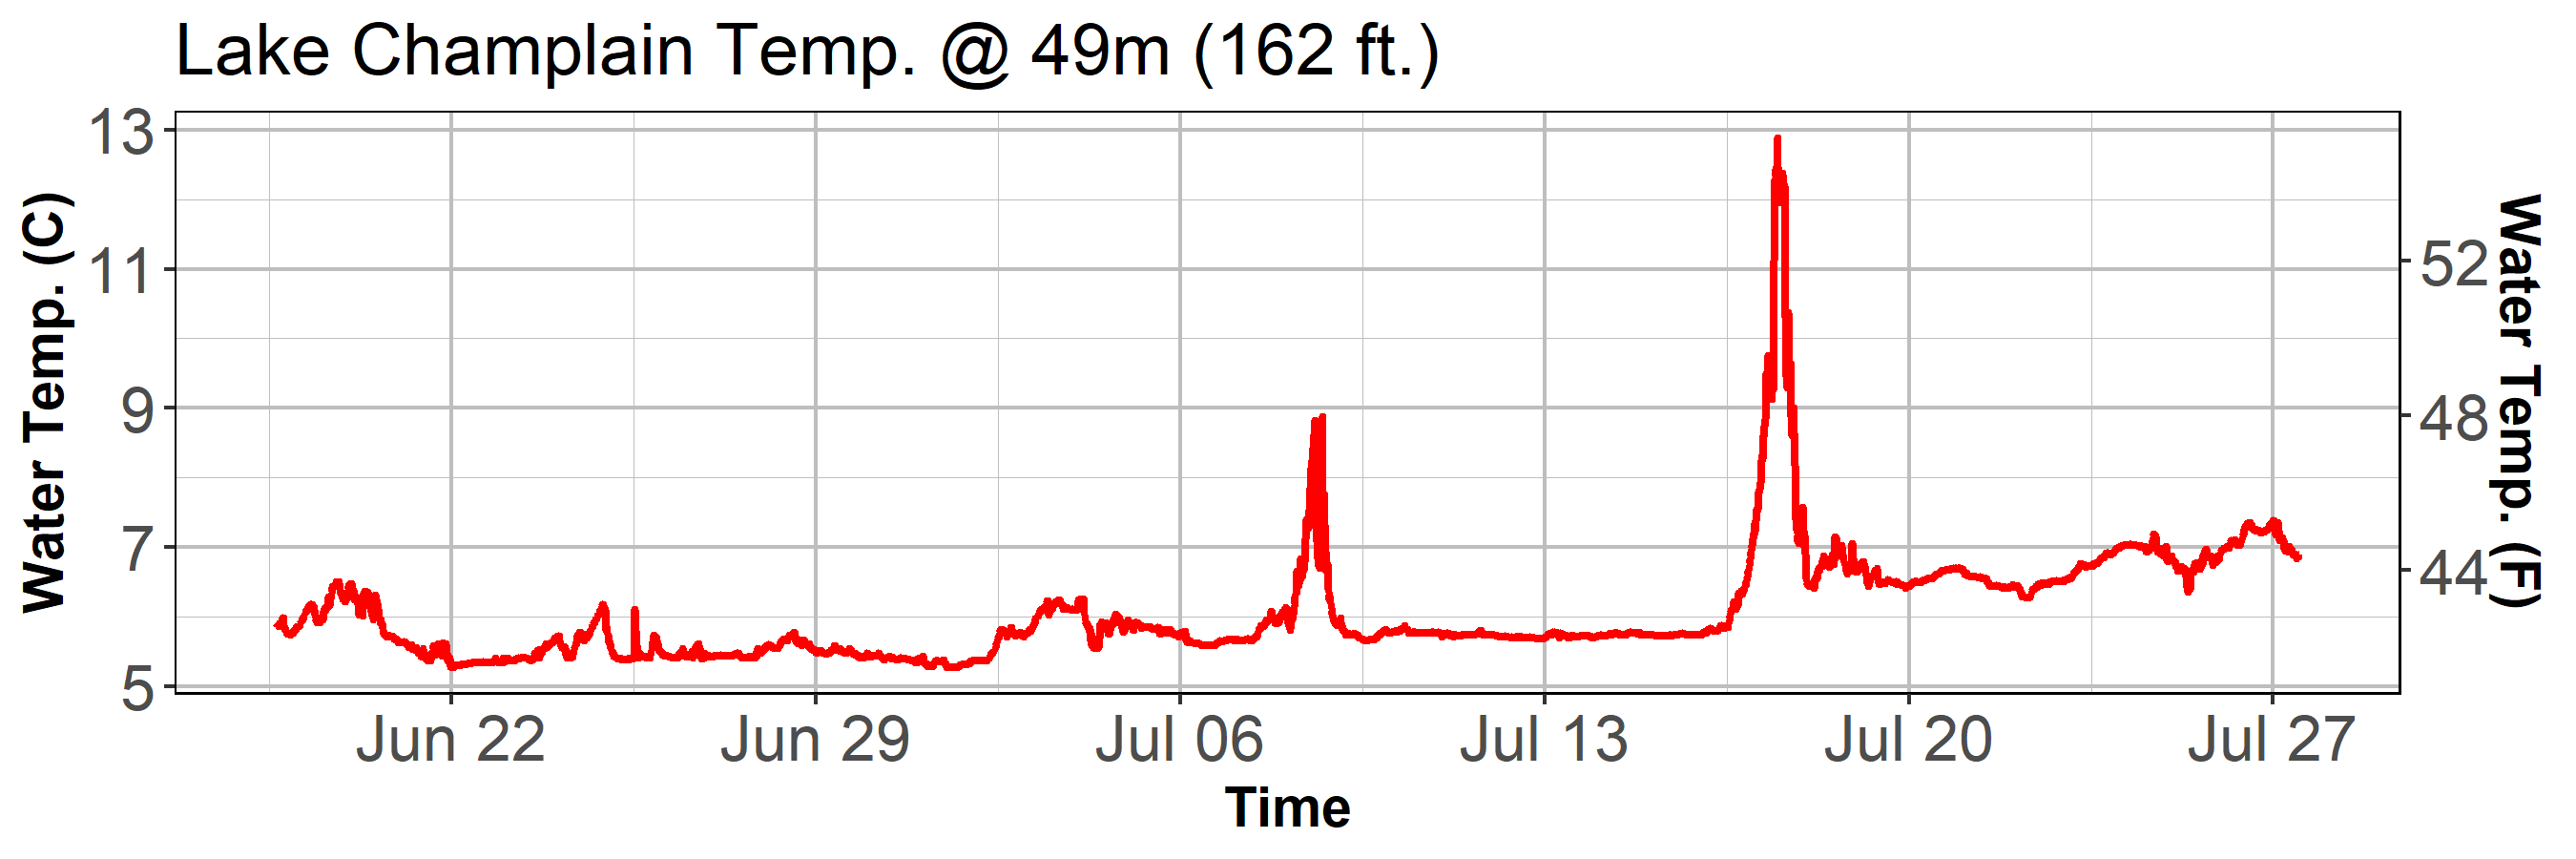 Lake Champlain Temp. @ 49m (162 ft.)
Water Temp. (C)
13
11
9
7
5
52
48
44
Water Temp. (F)
Jun 22 Jun 29 Jul 06 Jul 13 Jul 20 Jul 27
Time